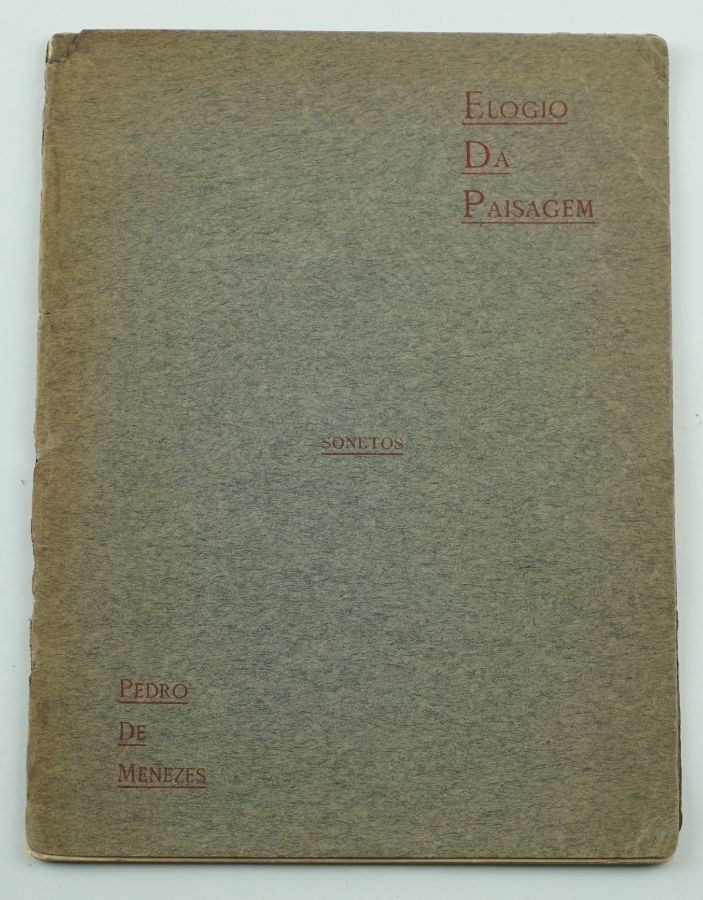 ELOGIO
DA
PAISAGEM
SONETOS
PEDRO
DE
MENEZES